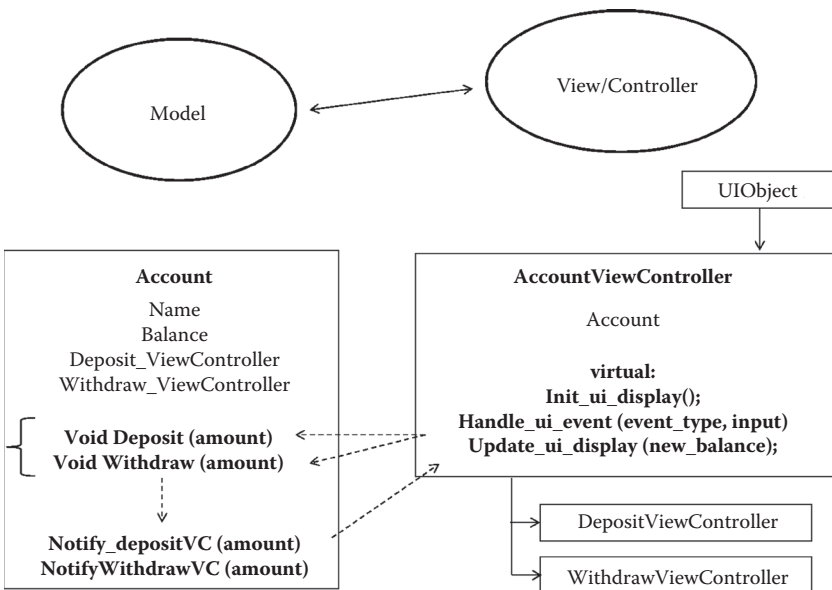 Model
View/Controller
UIObject
Account
Name
Balance
Deposit_ViewController
Withdraw_ViewController
Void Deposit (amount)
Void Withdraw (amount)
Notify_depositVC (amount)
NotifyWithdrawVC (amount)
AccountViewController
Account
virtual:
Init_ui_display();
Handle_ui_event (event_type, input)
Update_ui_display (new_balance);
DepositViewController
WithdrawViewController